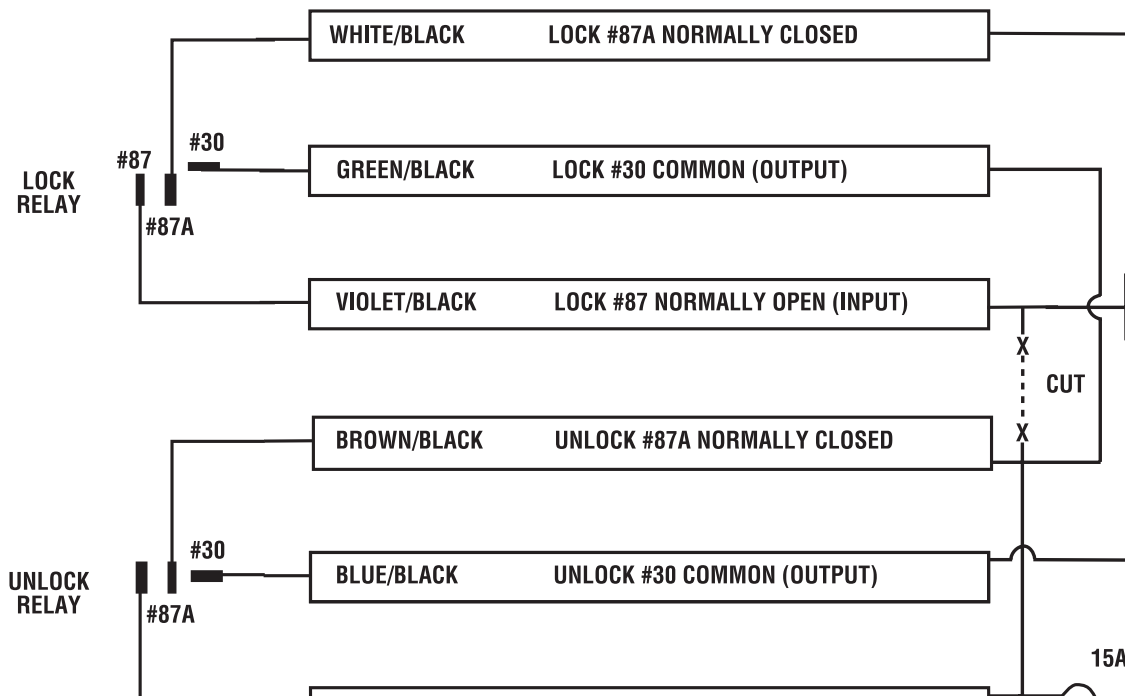 WHITE/BLACK LOCK #87A NORMALLY CLOSED
#30
#87
GREEN/BLACK LOCK #30 COMMON (OUTPUT)
LOCK
RELAY
#87A
VIOLET/BLACK LOCK #87 NORMALLY OPEN (INPUT)
X
CUT
X
BROWN/BLACK UNLOCK #87A NORMALLY CLOSED
#30
BLUE/BLACK UNLOCK #30 COMMON (OUTPUT)
UNLOCK
RELAY
#87A
15A